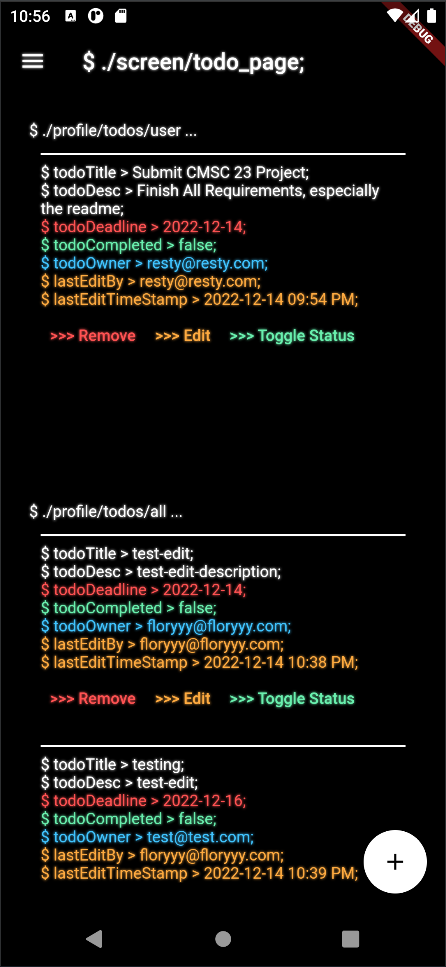 10:56
DEBUG
$ ./screen/todo_page;
$ ./profile/todos/user ...
$ todoTitle > Submit CMSC 23 Project;
$ todoDesc > Finish All Requirements, especially
the readme;
$ todoDeadline > 2022-12-14;
$ todoCompleted > false;
$ todoOwner > resty@resty.com;
$ lastEditBy > resty@resty.com;
$ lastEditTimeStamp > 2022-12-14 09:54 PM;
>>> Remove >>> Edit >>> Toggle Status
$ ./profile/todos/all ...
$ todoTitle > test-edit;
$ todoDesc > test-edit-description;
$ todoDeadline > 2022-12-14;
$ todoCompleted > false;
$ todoOwner > floryyy@floryyy.com;
$ lastEditBy > floryyy@floryyy.com;
$ lastEditTimeStamp > 2022-12-14 10:38 PM;
>>> Remove >>> Edit >>> Toggle Status
$ todoTitle > testing;
$ todoDesc > test-edit;
$ todoDeadline > 2022-12-16;
$ todoCompleted > false;
$ todoOwner > test@test.com;
$ lastEditBy > floryyy@floryyy.com;
$ lastEditTimeStamp > 2022-12-14 10:39 PM;